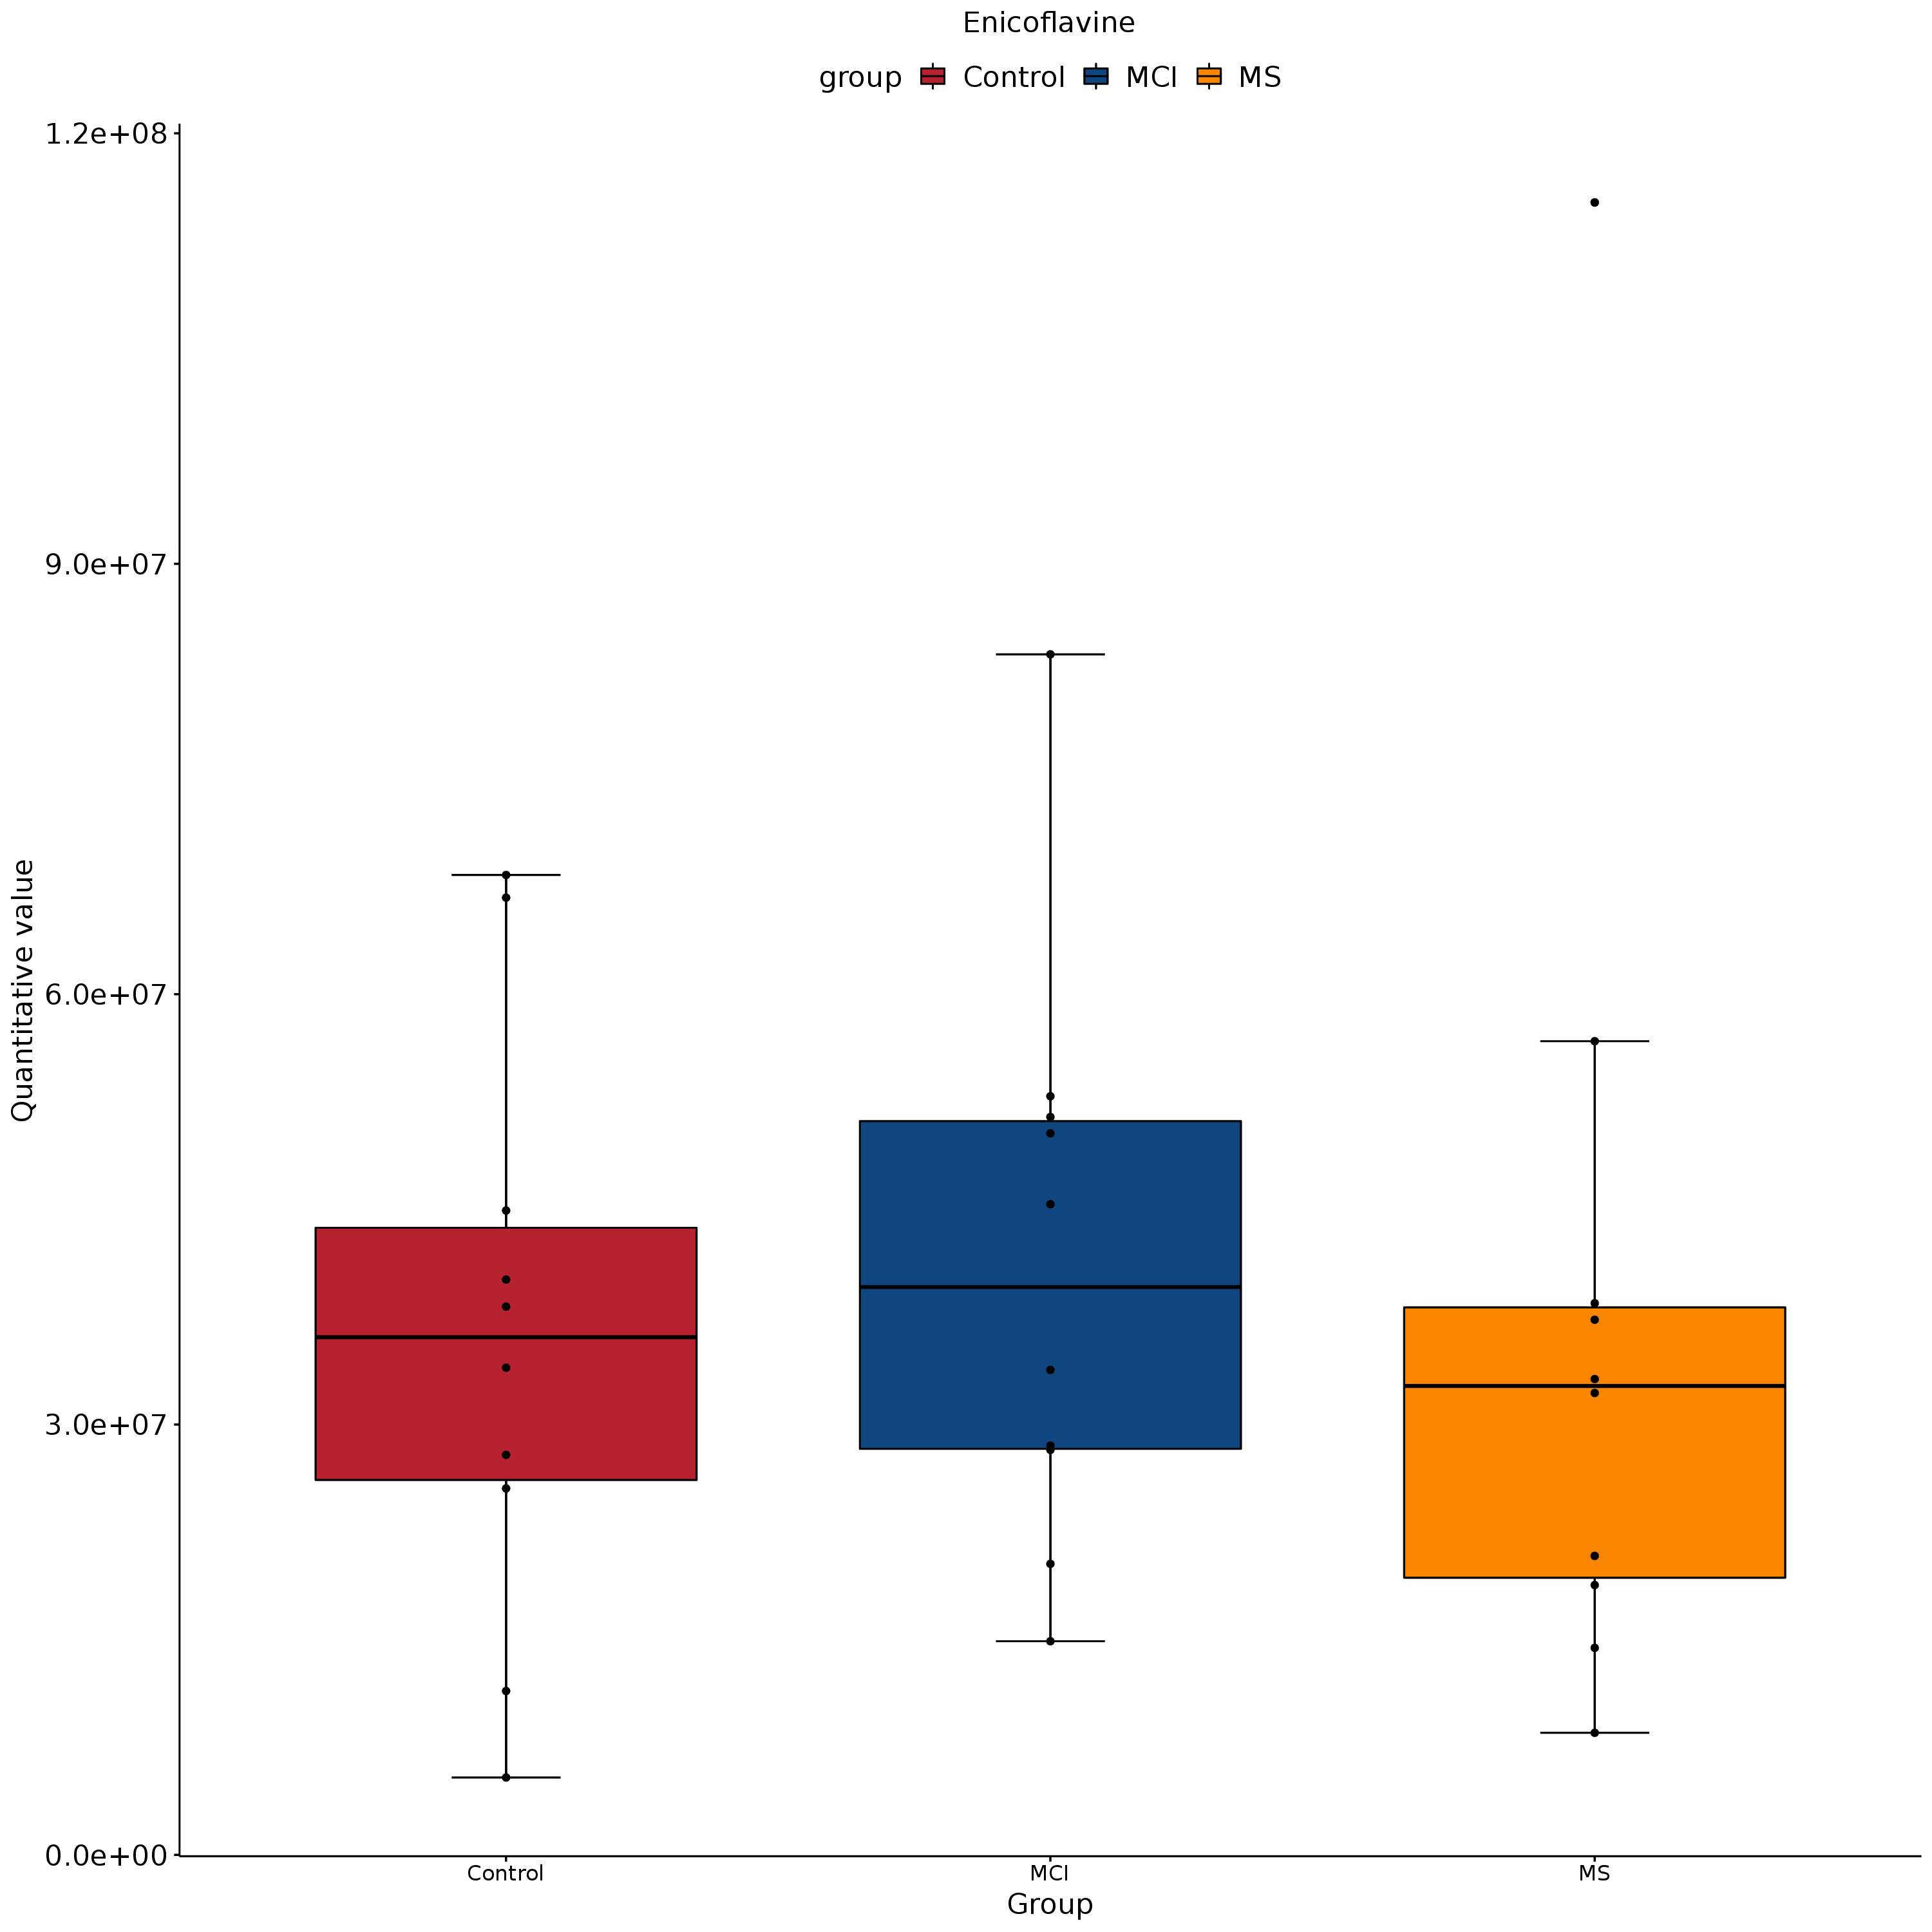 Enicoflavine
group Control MCI MS
1.2e+08
9.0e+07
6.0e+07
3.0e+07
0.0e+00
Quantitative value
Control MCI MS
Group